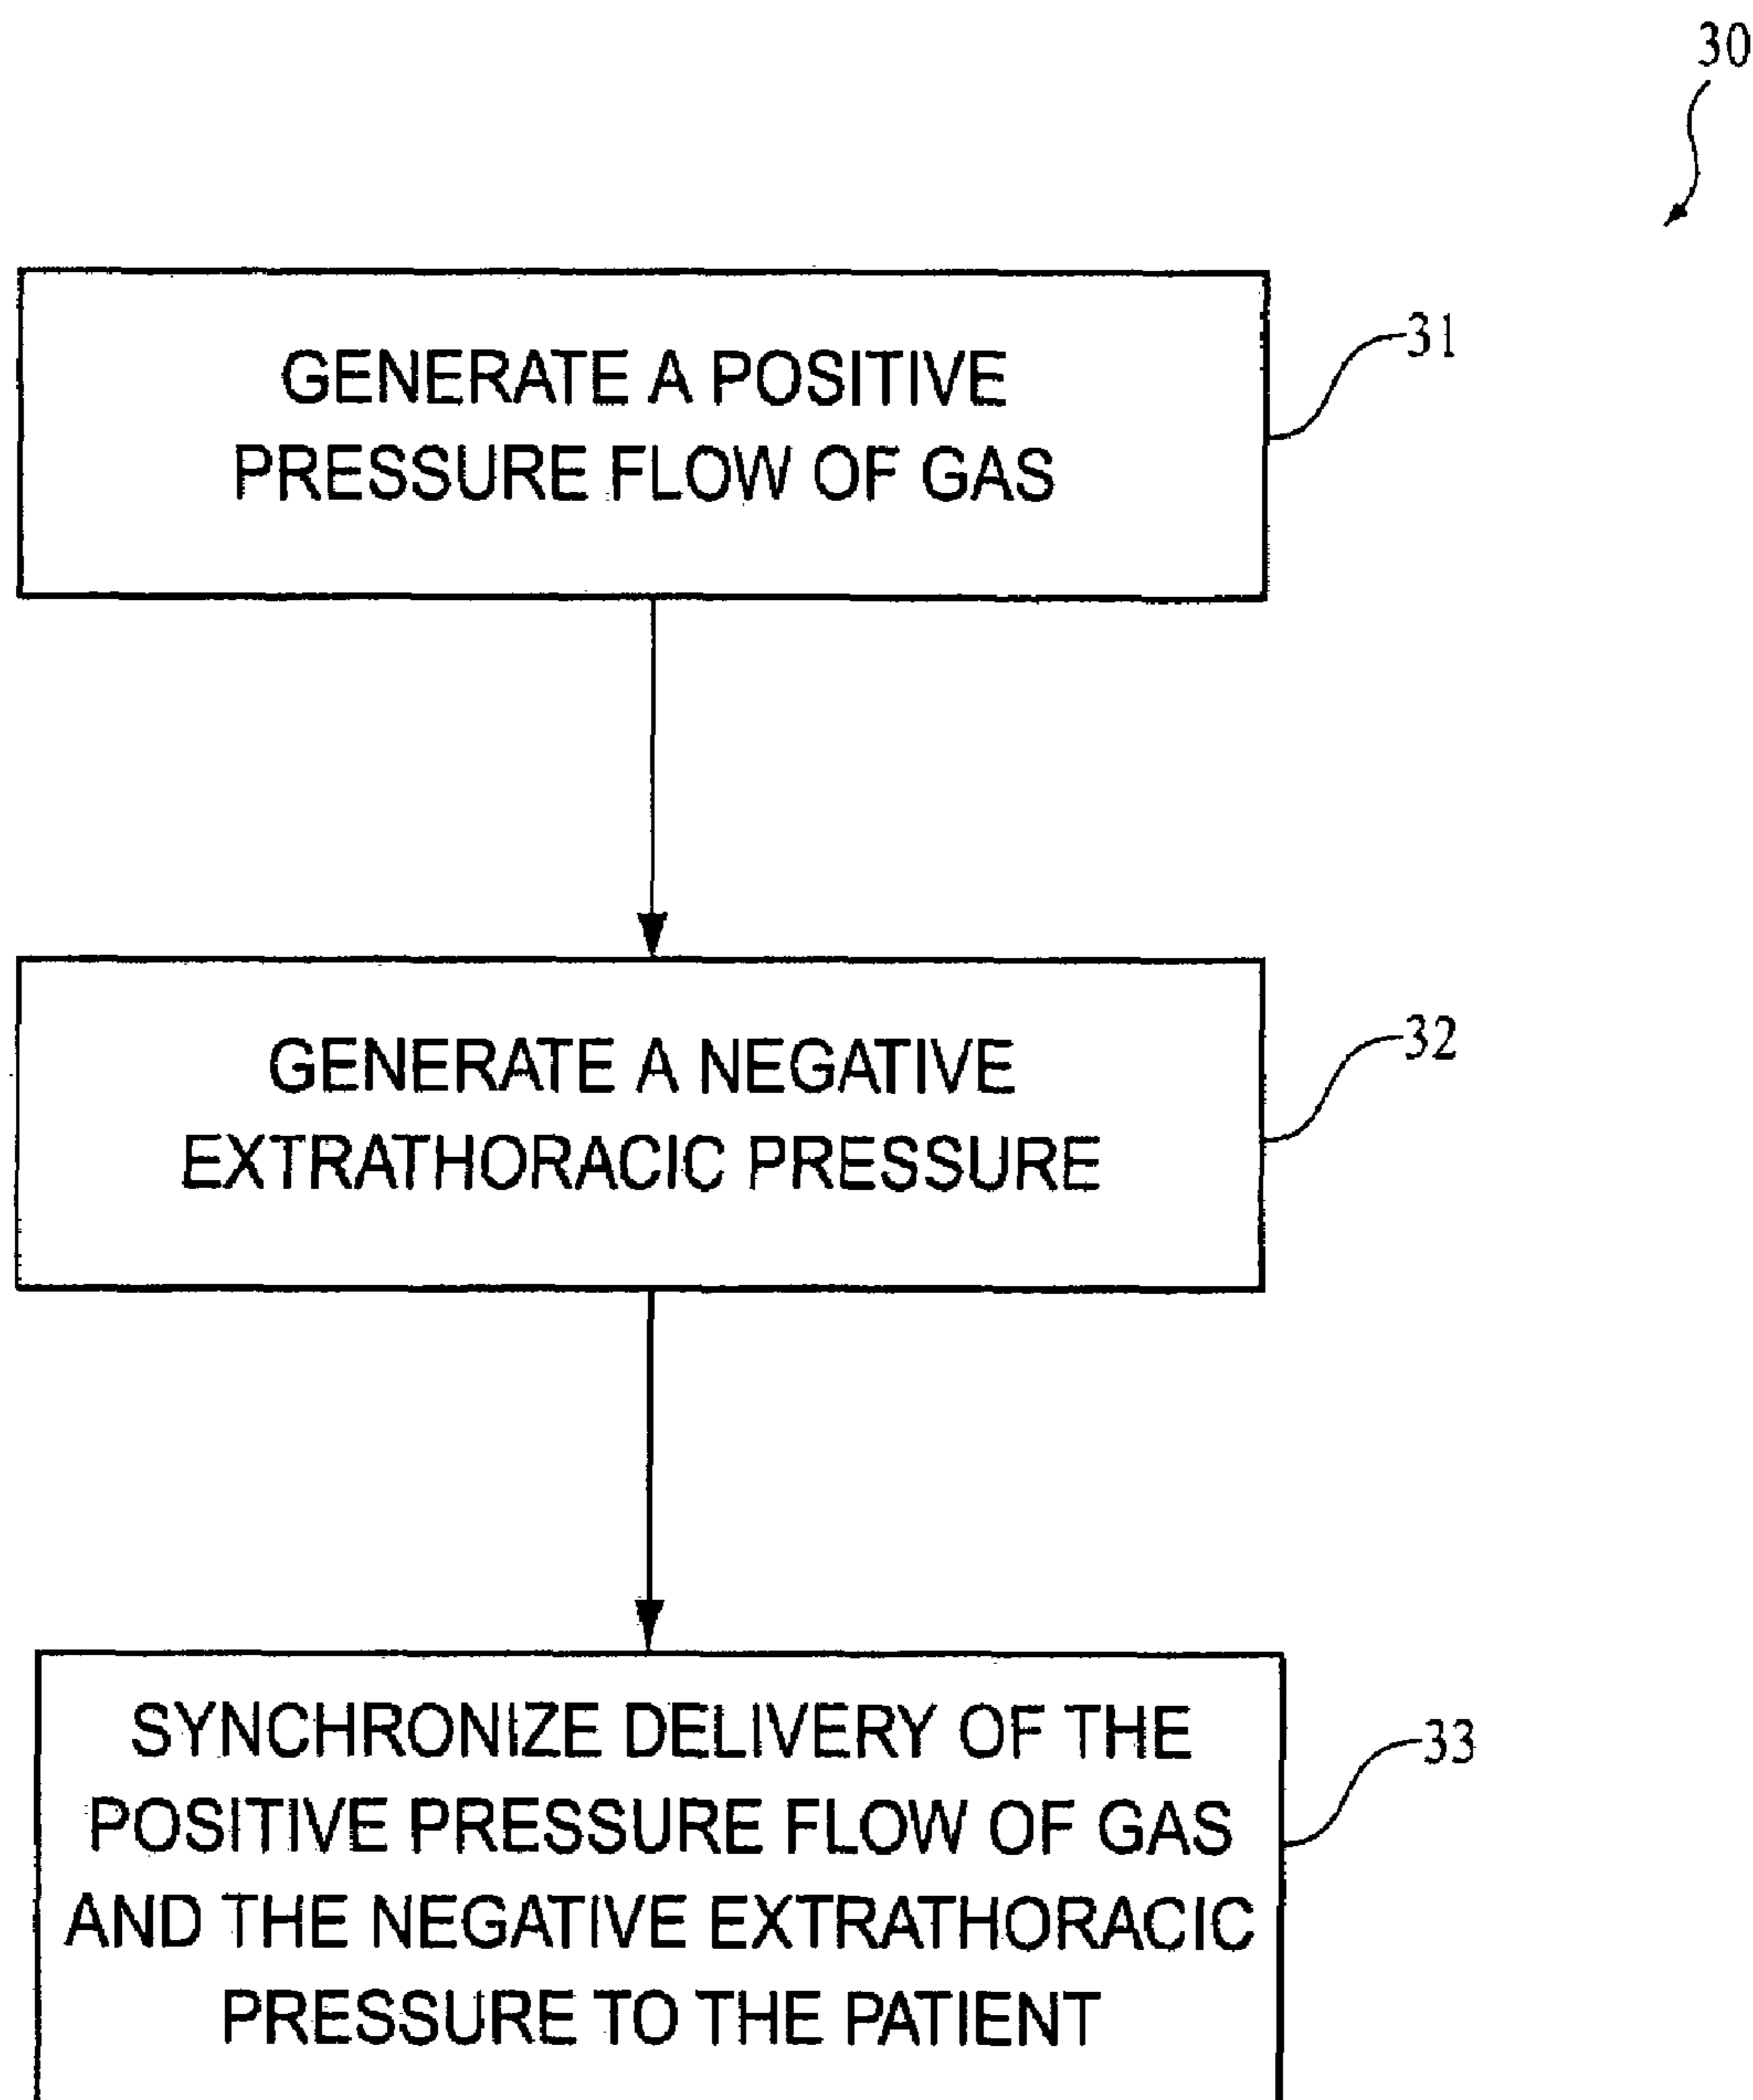 30
GENERATE A POSITIVE
PRESSURE FLOW OF GAS
31
GENERATE A NEGATIVE
EXTRATHORACIC PRESSURE
32
SYNCHRONIZE DELIVERY OF THE
POSITIVE PRESSURE FLOW OF GAS
AND THE NEGATIVE EXTRATHORACIC
PRESSURE TO THE PATIENT
33